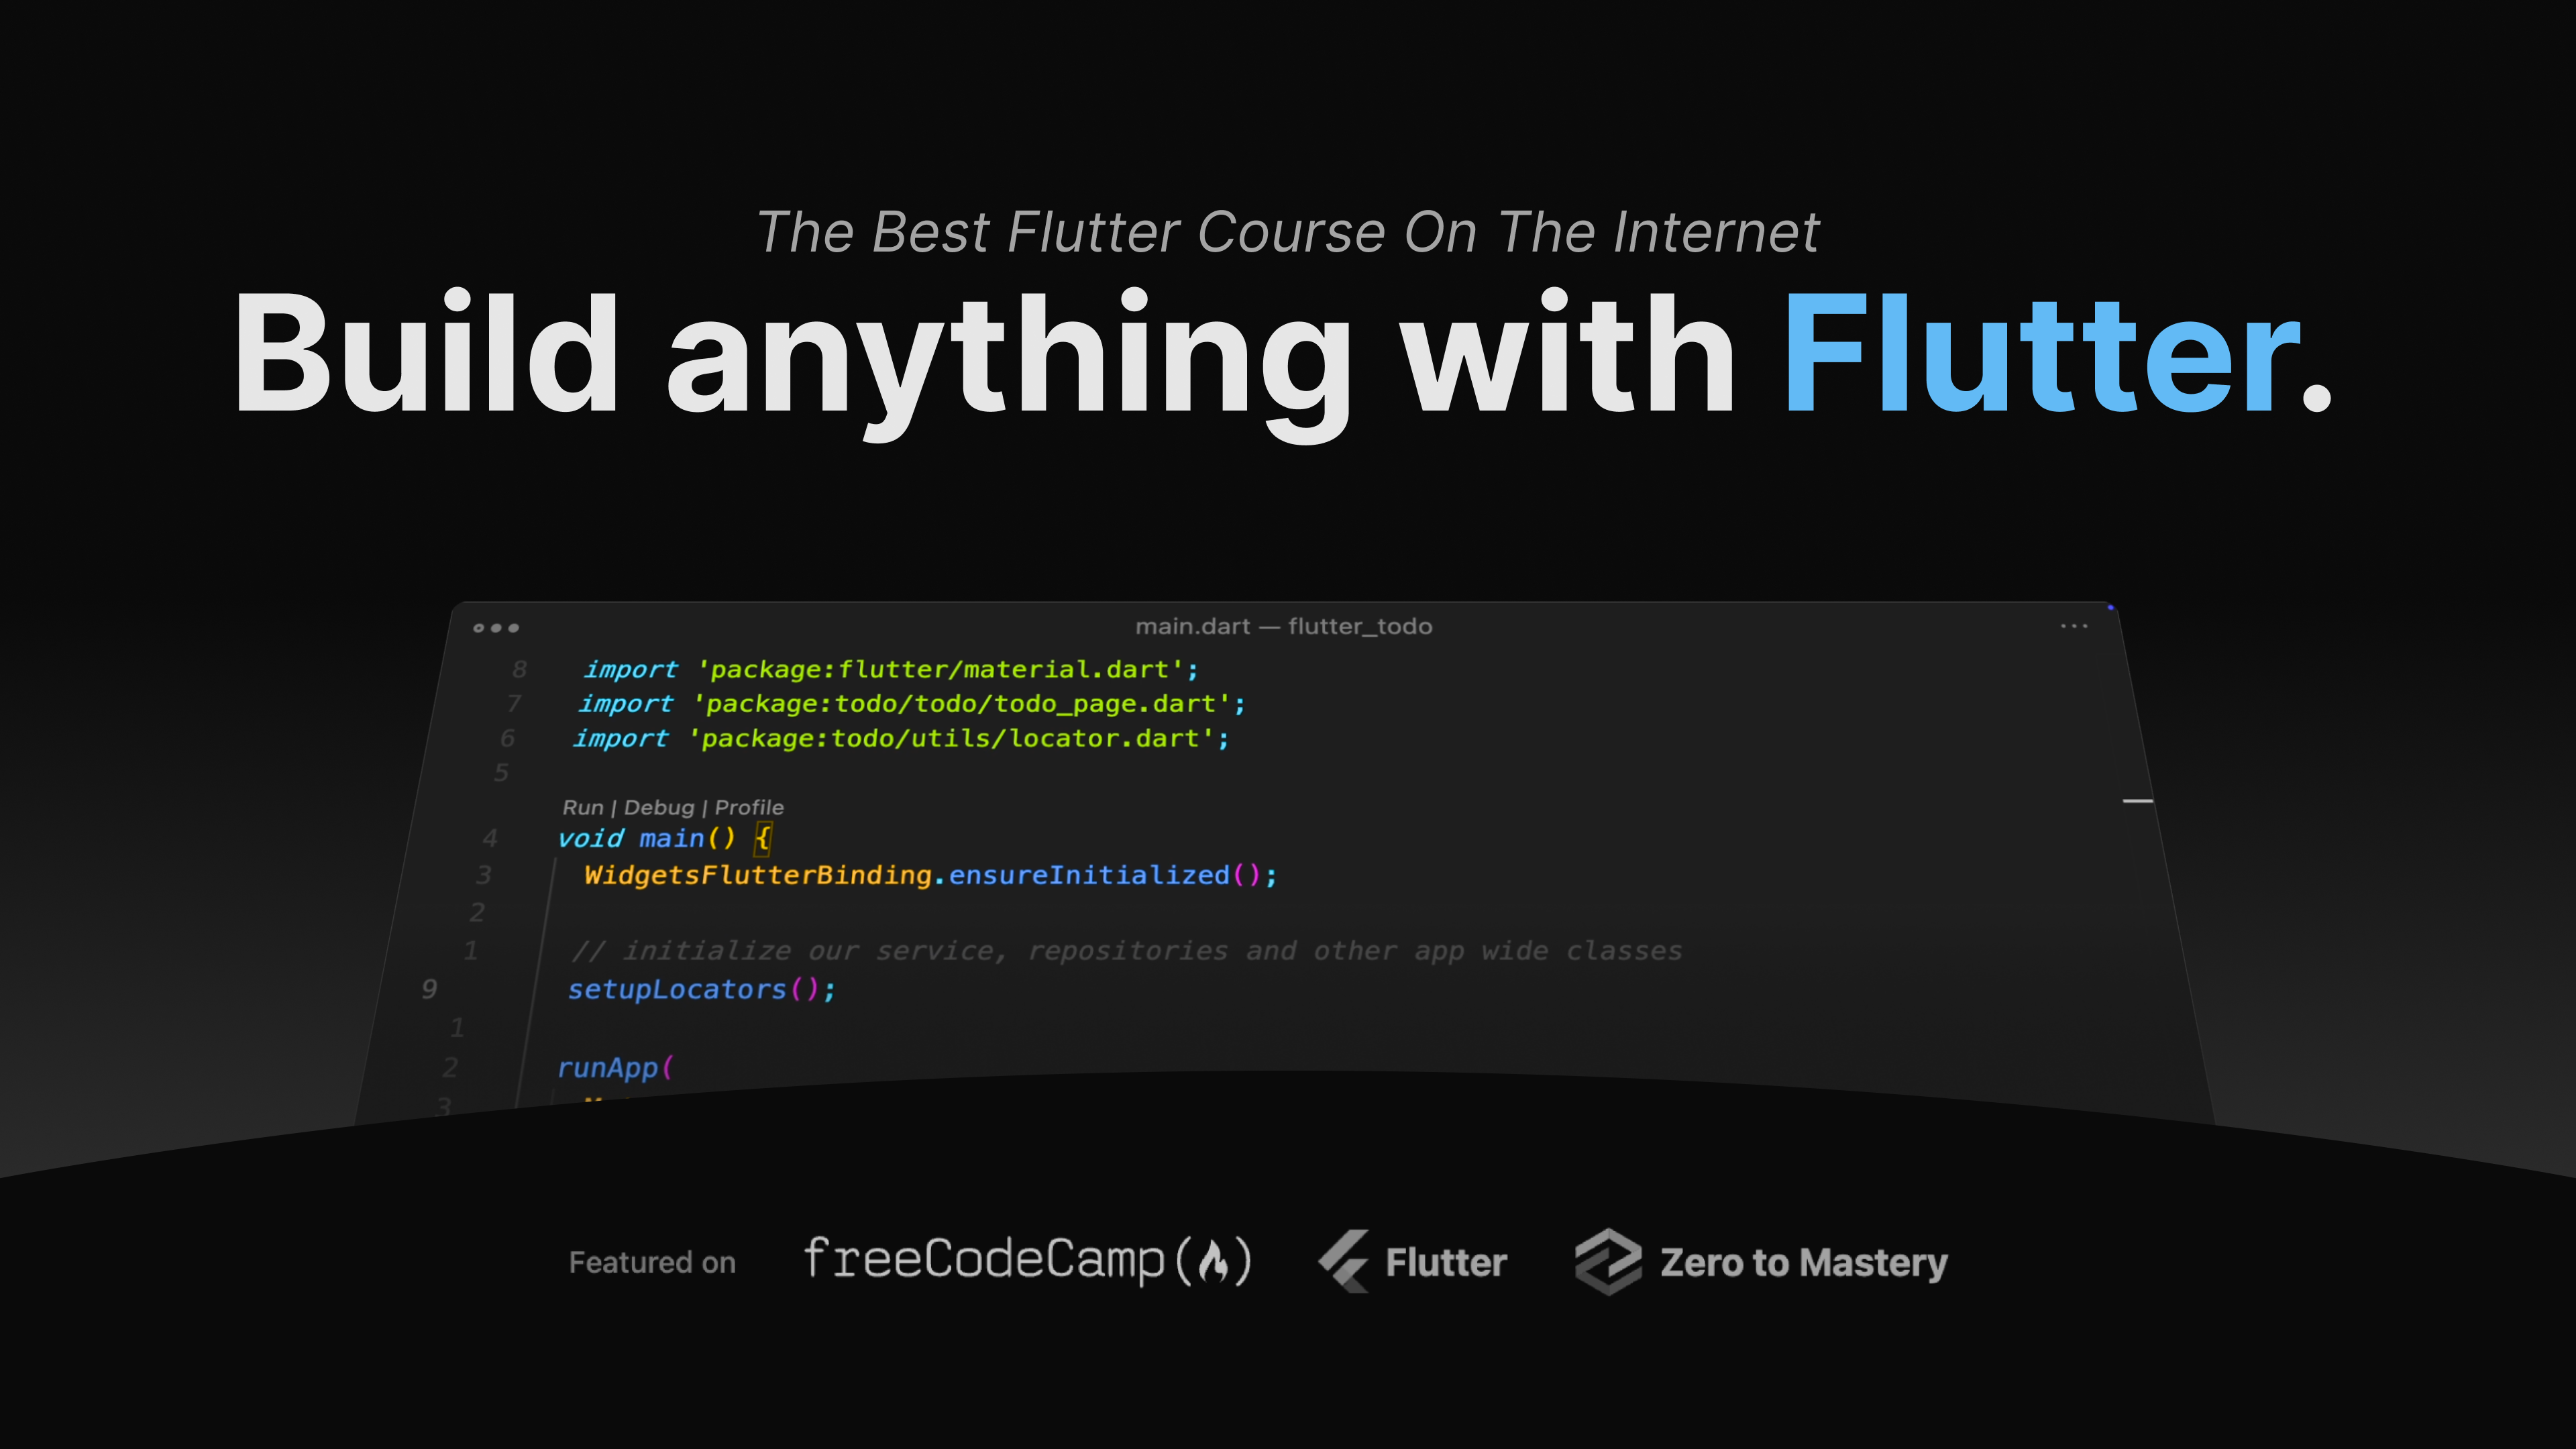 The Best Flutter Course On The Internet
Build anything with Flutter.
main.dart — flutter_todo
8 import 'package:flutter/material.dart';
7 import 'package:todo/todo/todo_page.dart';
6 import 'package:todo/utils/locator.dart';
5
Run | Debug | Profile
4 void main() {
3 WidgetsFlutterBinding.ensureInitialized();
2
1 // initialize our service, repositories and other app wide classes
9 setupLocators();
1
2 runApp(
3
Featured on freeCodeCamp(🔥) Flutter Zero to Mastery